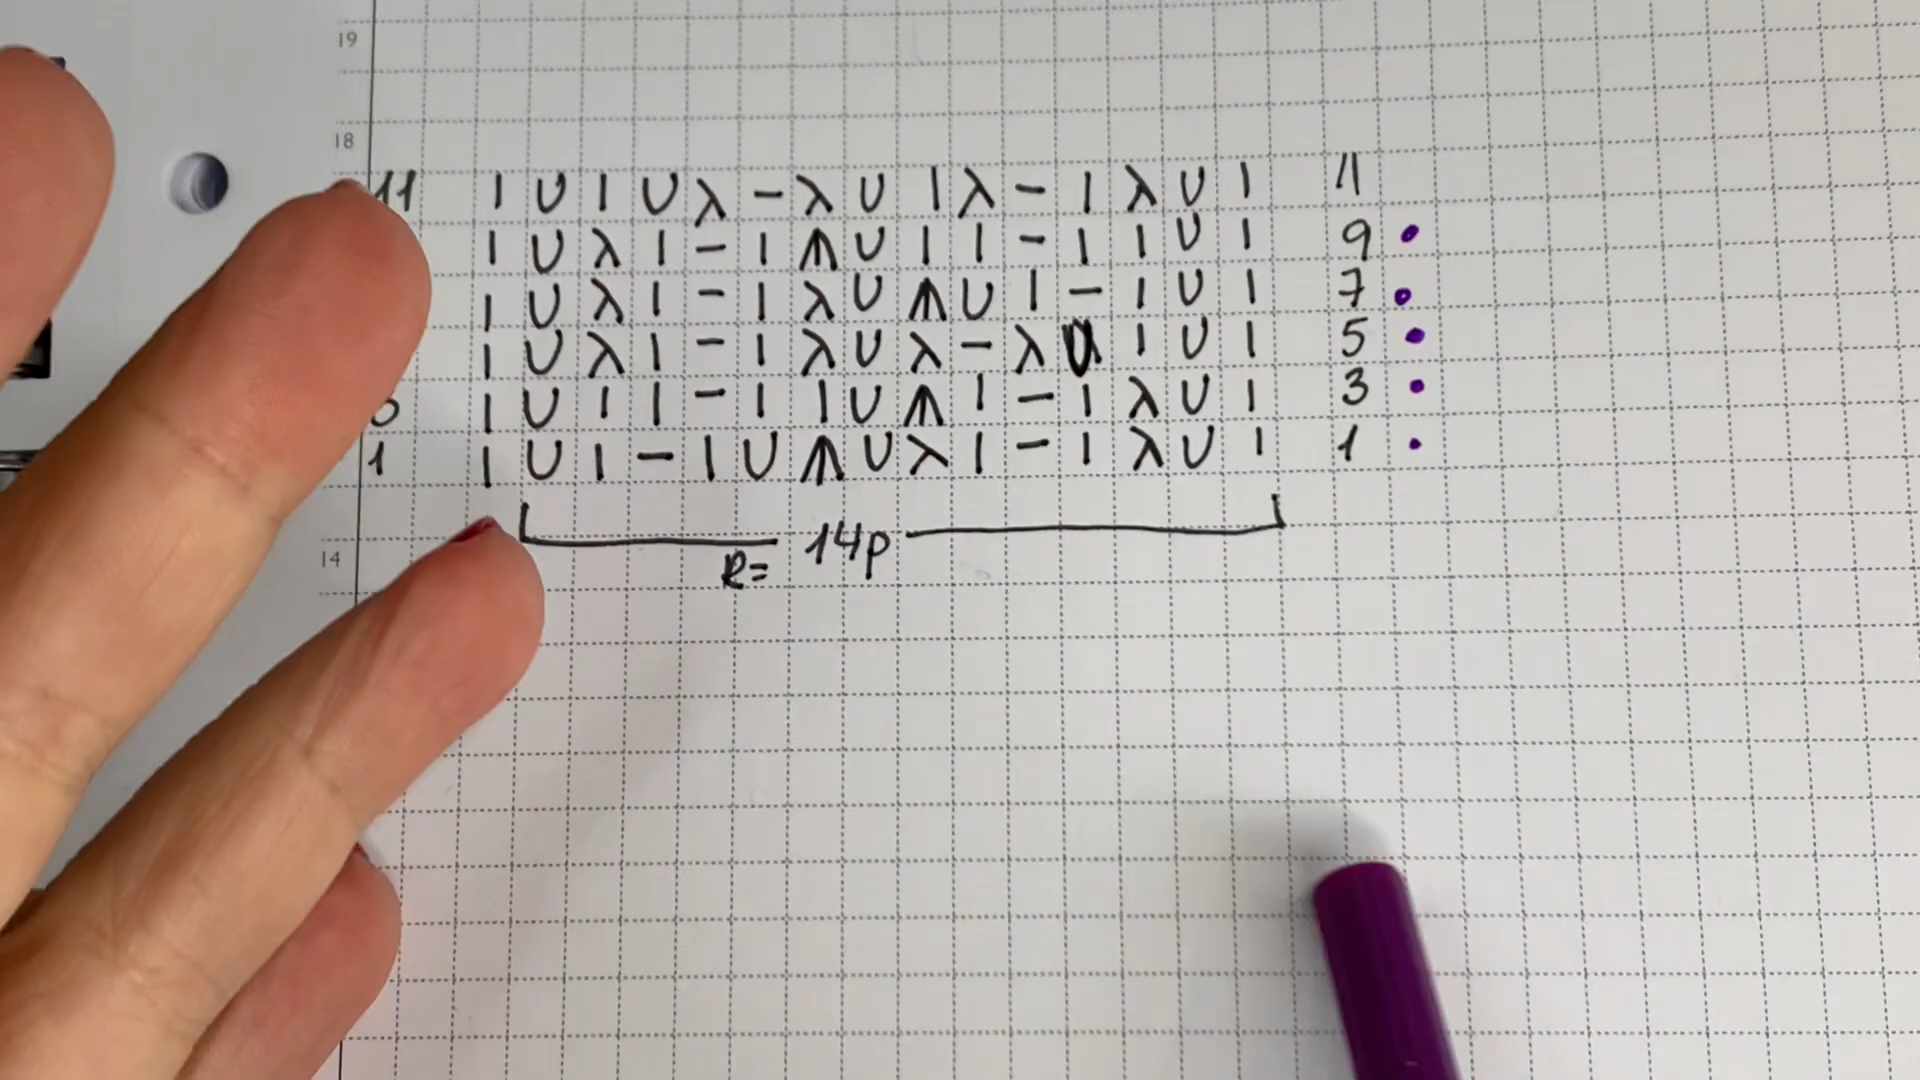 19
18
11 | U | U λ - λ U | λ - | λ U | 11
| U λ | - | ⩚ U | | - | | U | 9 •
| U λ | - | λ U ⩚ U | - | U | 7 •
| U λ | - | λ U λ - λ U | U | 5 •
| U | | - | | U ⩚ | - | λ U | 3 •
1 | U | - | U ⩚ U λ | - | λ U | 1 •
14p
R=
14